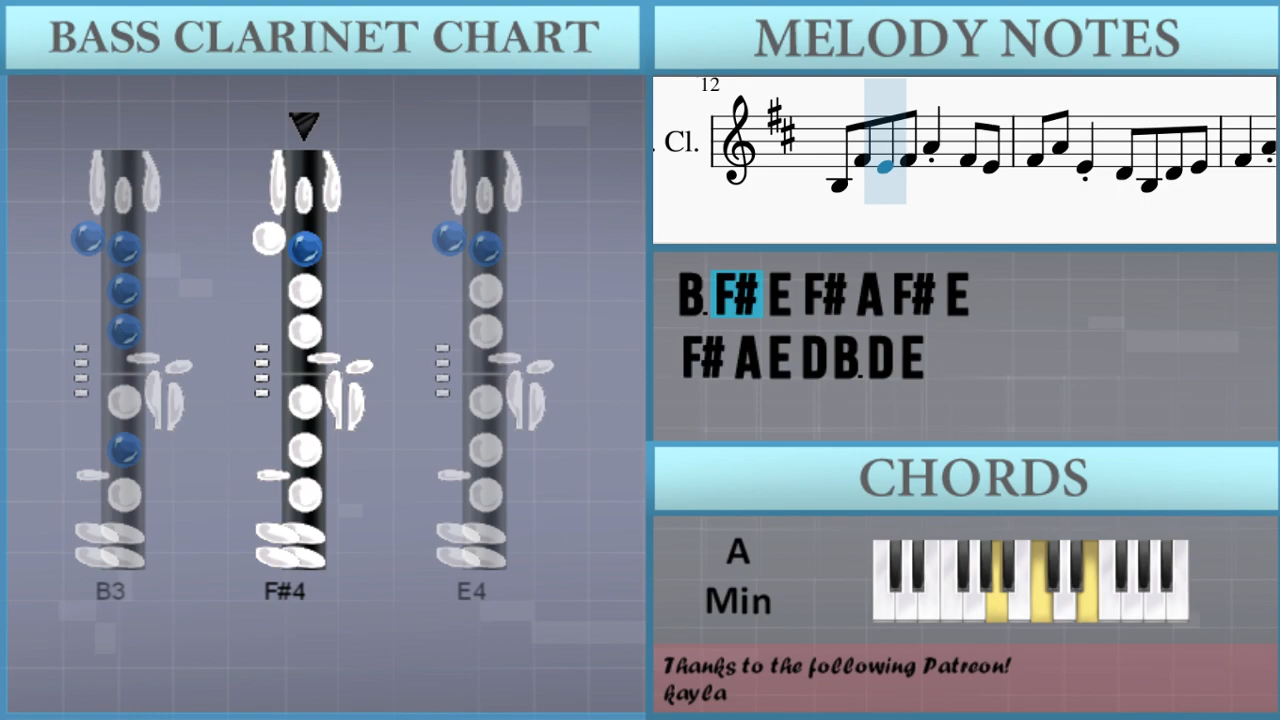 BASS CLARINET CHART
B3
F#4
E4
MELODY NOTES
12
. Cl.
B. F# E F# A F# E
F# A E D B. D E
CHORDS
A
Min
Thanks to the following Patreon!
kayla